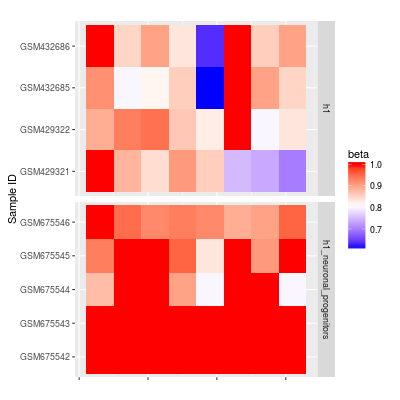 GSM432686
GSM432685
GSM429322
GSM429321
GSM675546
GSM675545
GSM675544
GSM675543
GSM675542
Sample ID
h1
h1_neuronal_progenitors
beta
1.0
0.9
0.8
0.7